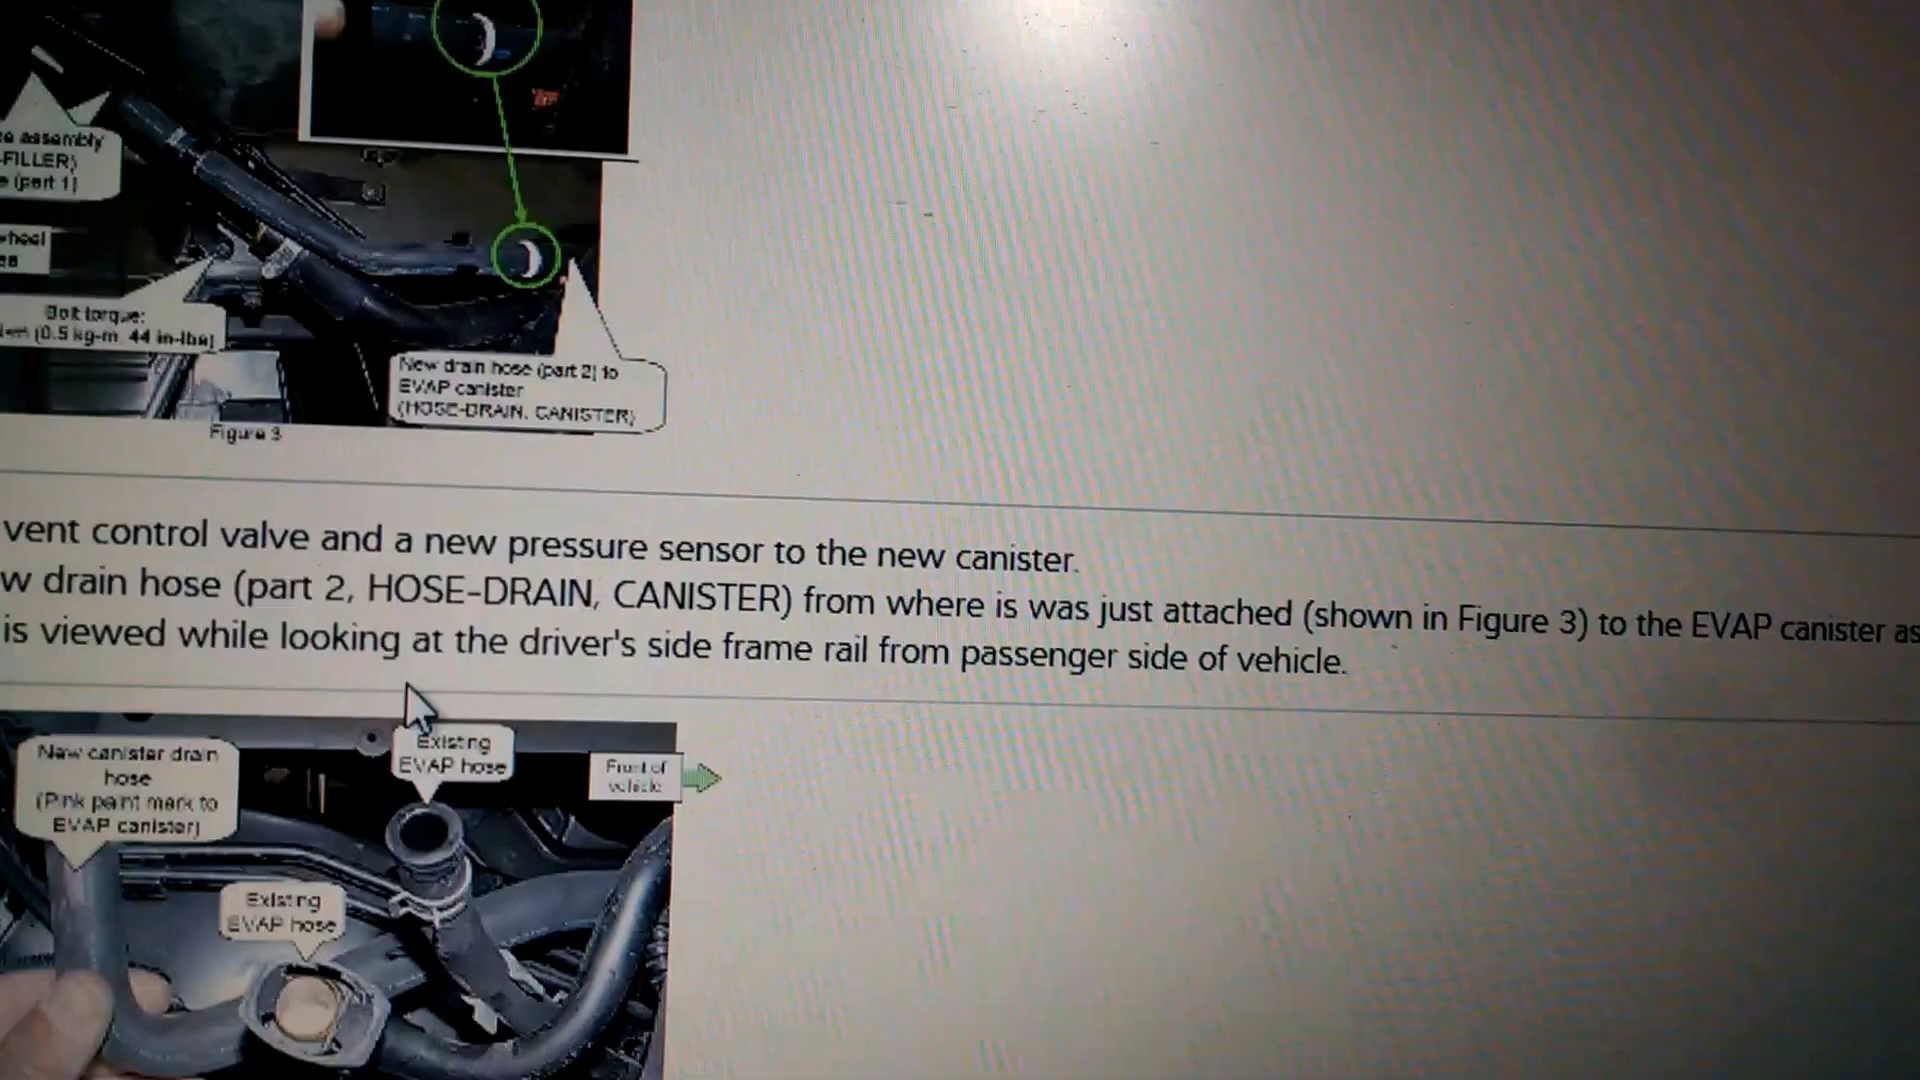 assembly
-FILLER)
(part 1)
Bolt torque:
(0.5 kg-m, 44 in-lbs)
New drain hose (part 2) to
EVAP canister
(HOSE-DRAIN, CANISTER)
Figure 3
vent control valve and a new pressure sensor to the new canister.
w drain hose (part 2, HOSE-DRAIN, CANISTER) from where is was just attached (shown in Figure 3) to the EVAP canister as
is viewed while looking at the driver's side frame rail from passenger side of vehicle.
New canister drain
hose
(Pink paint mark to
EVAP canister)
Existing
EVAP hose
Front of
vehicle
Existing
EVAP hose